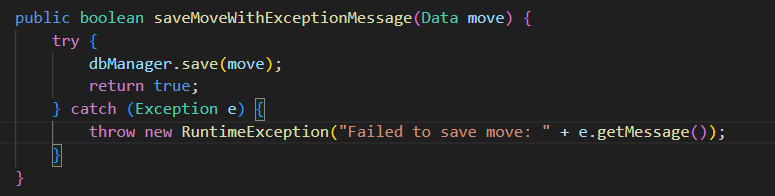 public boolean saveMoveWithExceptionMessage(Data move) {
    try {
        dbManager.save(move);
        return true;
    } catch (Exception e) {
        throw new RuntimeException("Failed to save move: " + e.getMessage());
    }
}